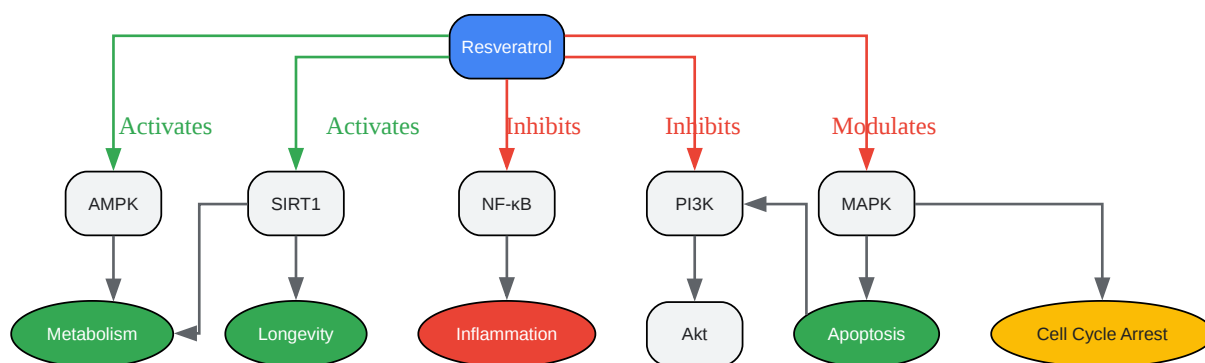 Resveratrol
Activates
Activates
Inhibits
Inhibits
Modulates
AMPK
SIRT1
NF-κB
PI3K
MAPK
Metabolism
Longevity
Inflammation
Akt
Apoptosis
Cell Cycle Arrest